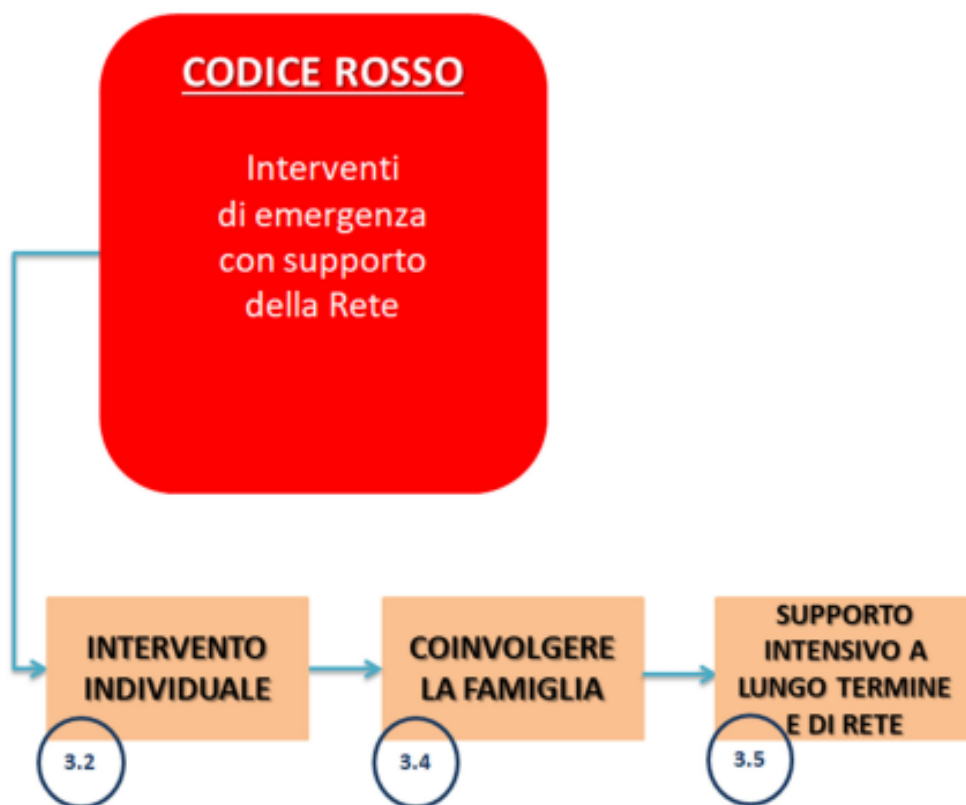 CODICE ROSSO
Interventi
di emergenza
con supporto
della Rete
INTERVENTO
INDIVIDUALE
3.2
COINVOLGERE
LA FAMIGLIA
3.4
SUPPORTO
INTENSIVO A
LUNGO TERMINE
E DI RETE
3.5